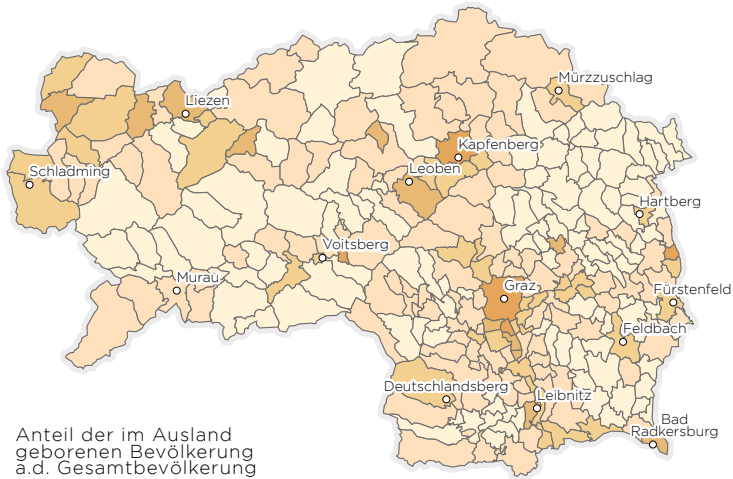 Mürzzuschlag
Liezen
Kapfenberg
Leoben
Schladming
Hartberg
Voitsberg
Murau
Graz
Fürstenfeld
Feldbach
Deutschlandsberg
Leibnitz
Bad
Radkersburg
Anteil der im Ausland
geborenen Bevölkerung
a.d. Gesamtbevölkerung